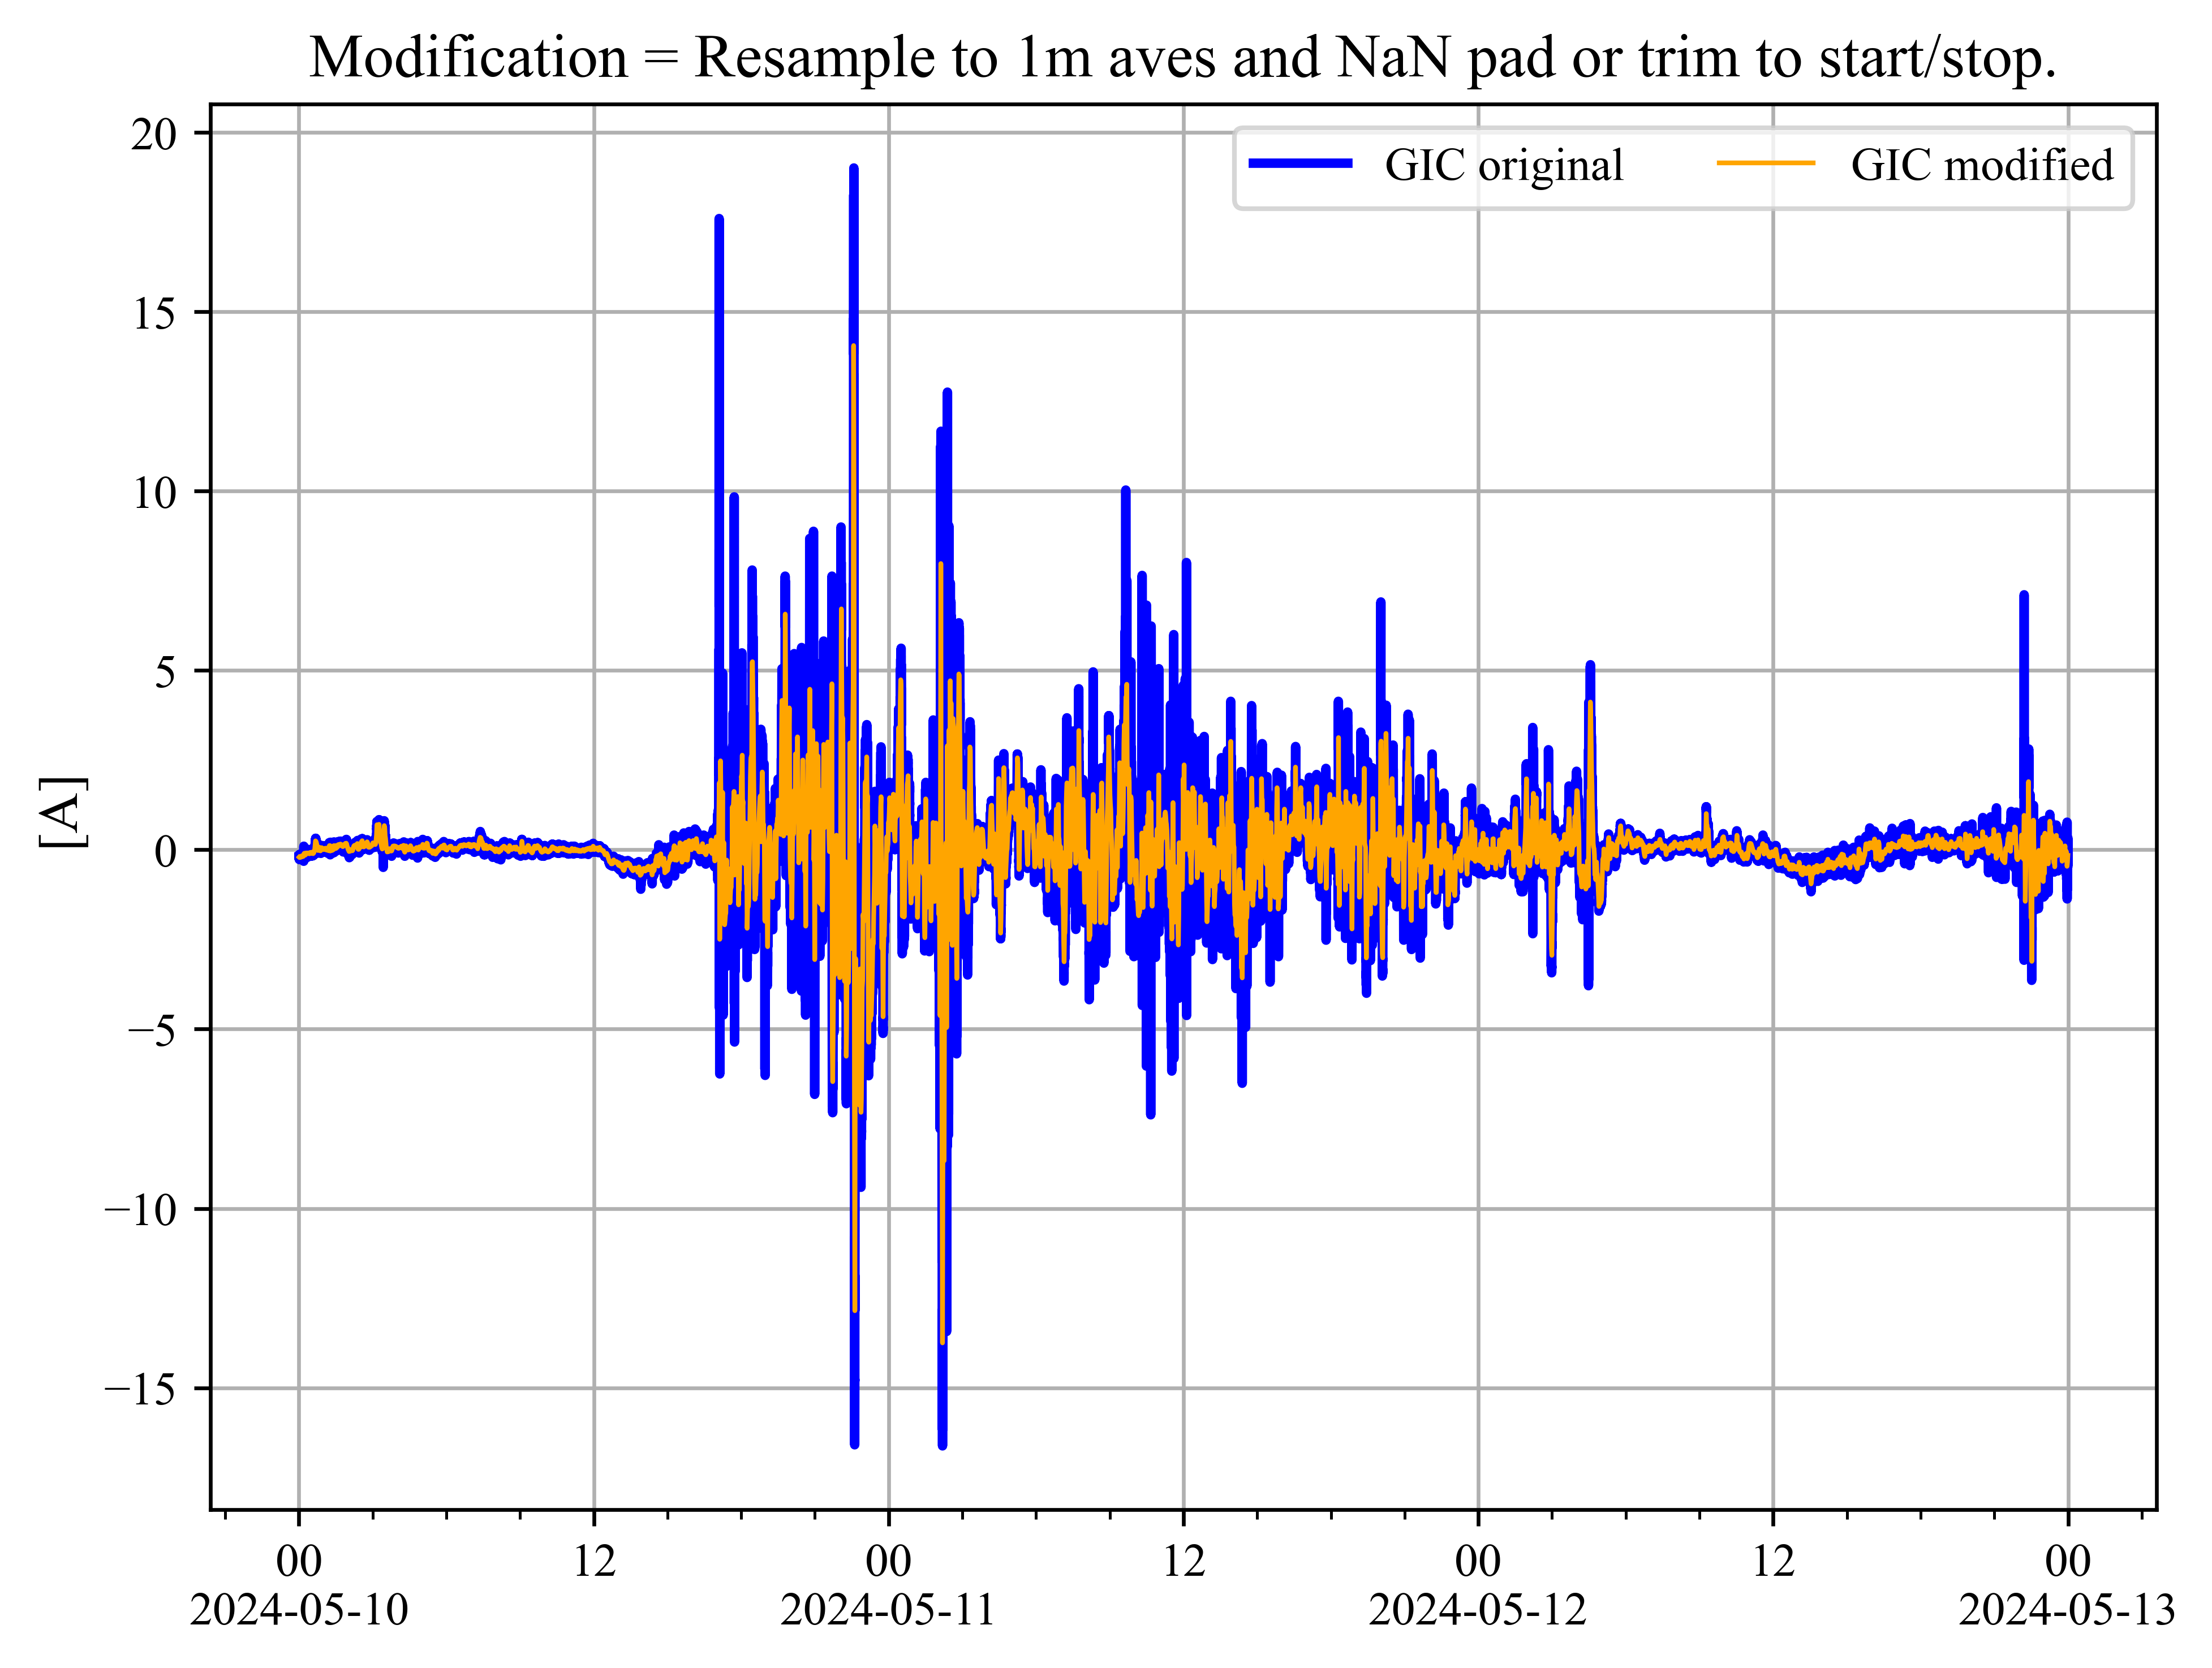 Modification = Resample to 1m aves and NaN pad or trim to start/stop.
GIC original GIC modified
[A]
20
15
10
5
0
−5
−10
−15
00 12 00 12 00 12 00
2024-05-10 2024-05-11 2024-05-12 2024-05-13